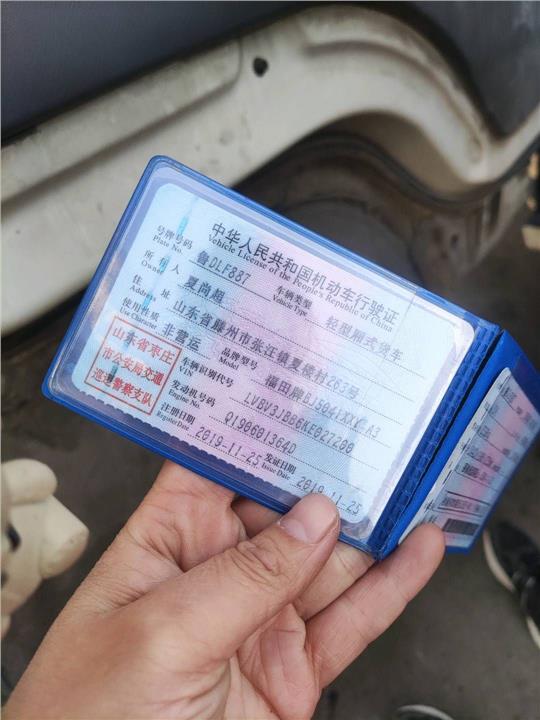 中华人民共和国机动车行驶证
Vehicle License of the People's Republic of China
号牌号码 鲁DLF887 车辆类型 轻型厢式货车
Plate No. Vehicle Type
所 有 人 夏尚超
Owner
住 址 山东省滕州市张汪镇夏楼村263号
Address
使用性质 非营运 品牌型号 福田牌BJ5041XXY-A3
Use Character Model
山东省枣庄
市公安局交通
巡逻警察支队
车辆识别代号 LVBV3JBB6KE027200
VIN
发动机号码 Q190601364D
Engine No.
注册日期 2019-11-25 发证日期 2019-11-25
Register Date Issue Date